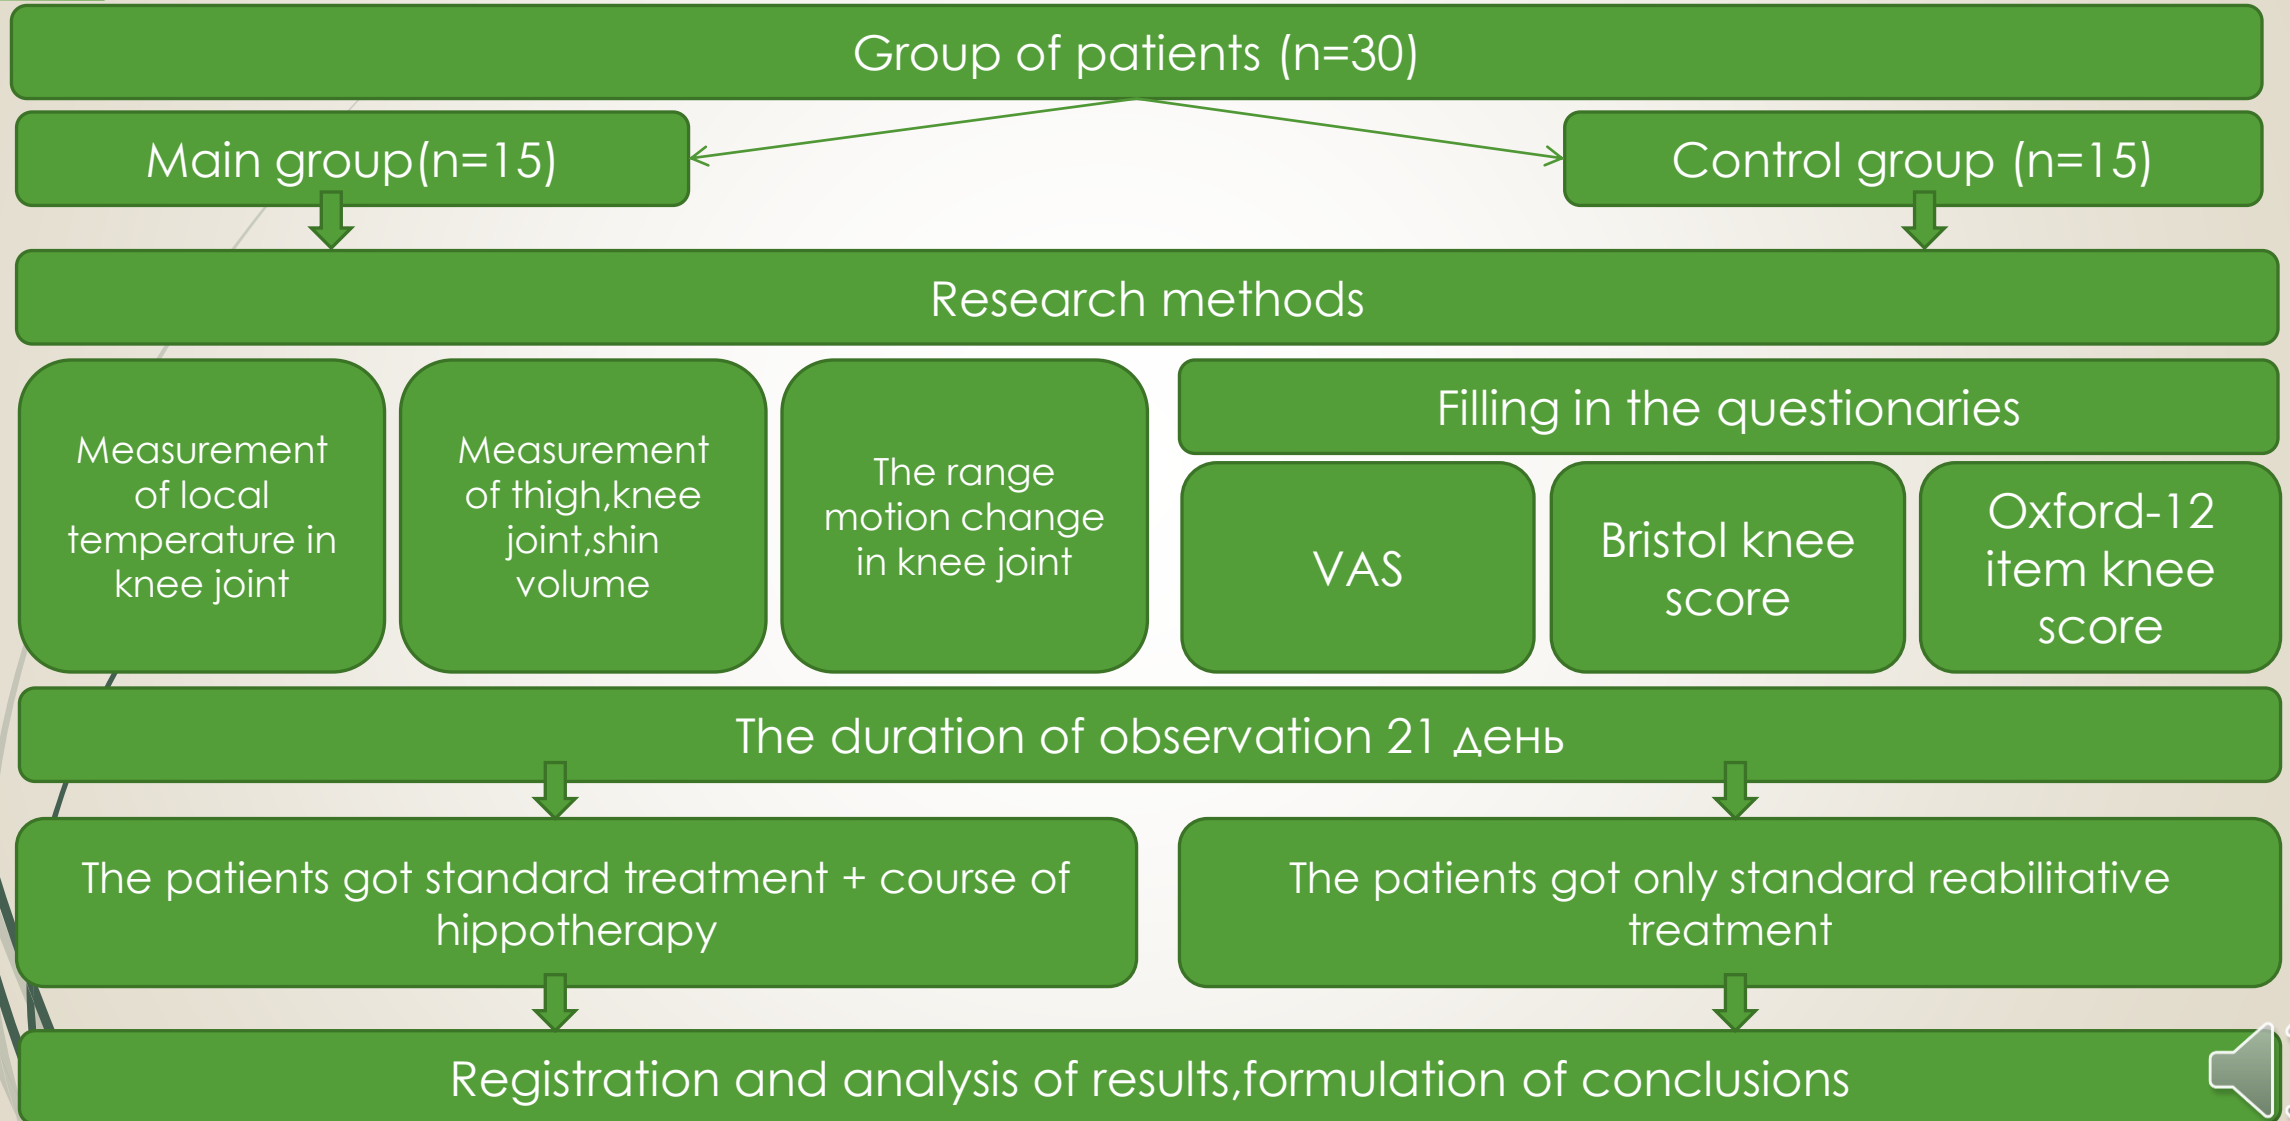 Group of patients (n=30)
Main group(n=15)
Control group (n=15)
Research methods
Measurement
of local
temperature in
knee joint
Measurement
of thigh,knee
joint,shin
volume
The range
motion change
in knee joint
Filling in the questionaries
VAS
Bristol knee
score
Oxford-12
item knee
score
The duration of observation 21 день
The patients got standard treatment + course of
hippotherapy
The patients got only standard reabilitative
treatment
Registration and analysis of results,formulation of conclusions